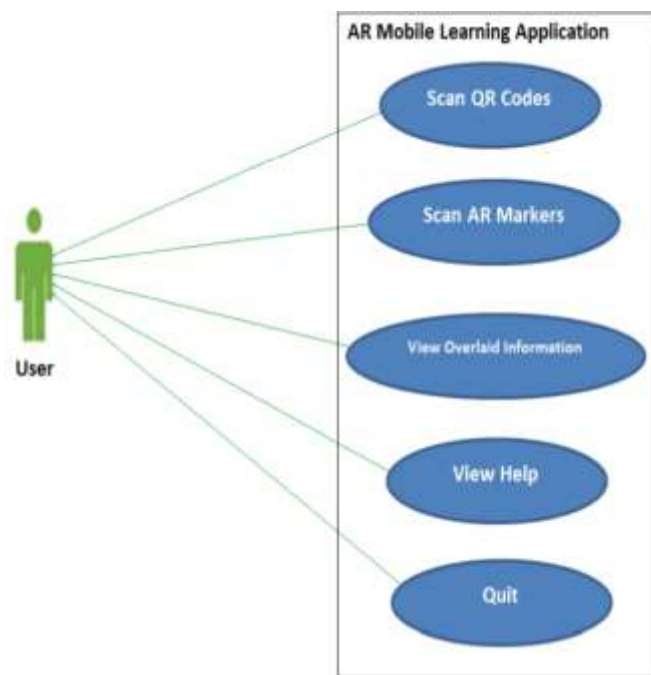 AR Mobile Learning Application
Scan QR Codes
Scan AR Markers
View Overlaid Information
User
View Help
Quit